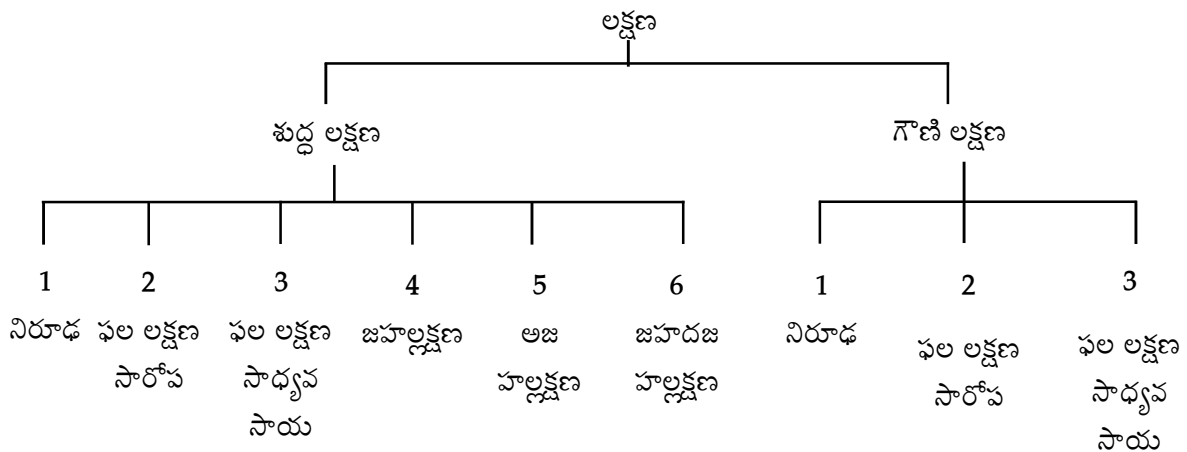 లక్షణ
శుద్ధ లక్షణ గౌణి లక్షణ
1 2 3 4 5 6 1 2 3
నిరూఢ ఫల లక్షణ ఫల లక్షణ జహల్లక్షణ అజ జహదజ నిరూఢ ఫల లక్షణ ఫల లక్షణ
సారోప సాధ్యవ హల్లక్షణ హల్లక్షణ సారోప సాధ్యవ
సాయ సాయ